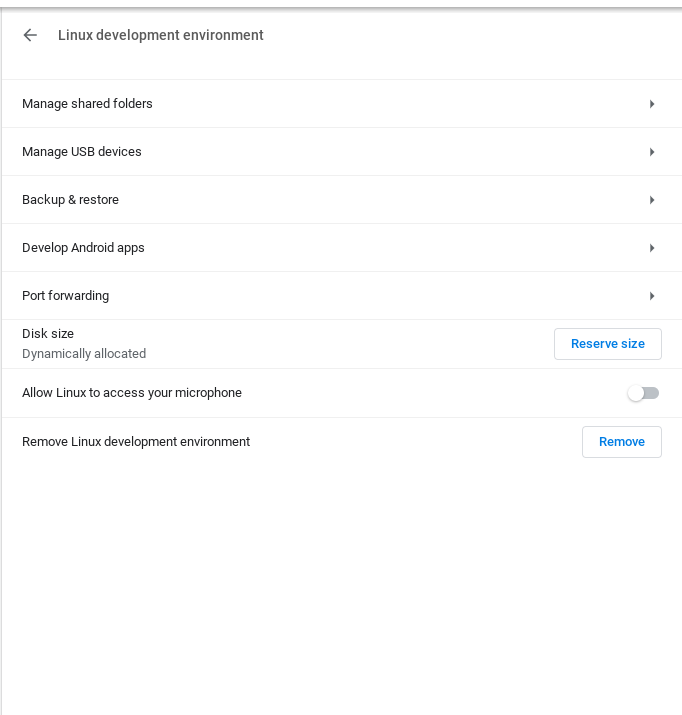 Linux development environment
Manage shared folders
Manage USB devices
Backup & restore
Develop Android apps
Port forwarding
Disk size
Dynamically allocated
Reserve size
Allow Linux to access your microphone
Remove Linux development environment
Remove